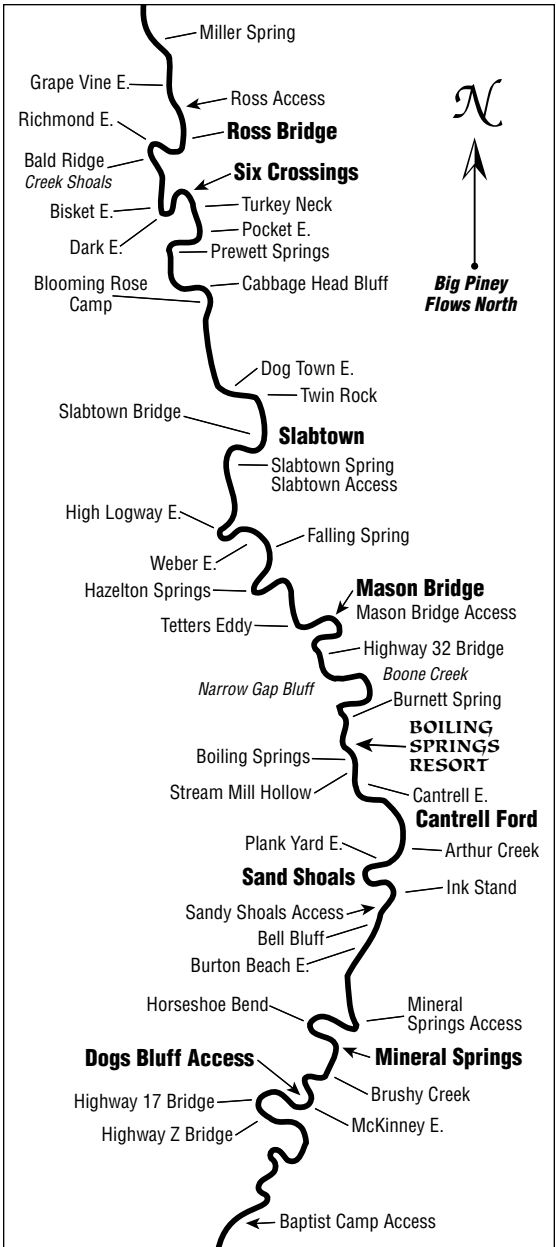 Miller Spring
Grape Vine E.
Ross Access
Richmond E.
Ross Bridge
Bald Ridge
Creek Shoals
Six Crossings
Bisket E.
Turkey Neck
Dark E.
Pocket E.
Prewett Springs
Blooming Rose
Camp
Cabbage Head Bluff
N
Big Piney
Flows North
Dog Town E.
Twin Rock
Slabtown Bridge
Slabtown
Slabtown Spring
Slabtown Access
High Logway E.
Falling Spring
Weber E.
Hazelton Springs
Mason Bridge
Mason Bridge Access
Tetters Eddy
Highway 32 Bridge
Boone Creek
Narrow Gap Bluff
Burnett Spring
BOILING
SPRINGS
RESORT
Boiling Springs
Stream Mill Hollow
Cantrell E.
Cantrell Ford
Plank Yard E.
Arthur Creek
Sand Shoals
Ink Stand
Sandy Shoals Access
Bell Bluff
Burton Beach E.
Horseshoe Bend
Mineral
Springs Access
Dogs Bluff Access
Mineral Springs
Brushy Creek
Highway 17 Bridge
McKinney E.
Highway Z Bridge
Baptist Camp Access